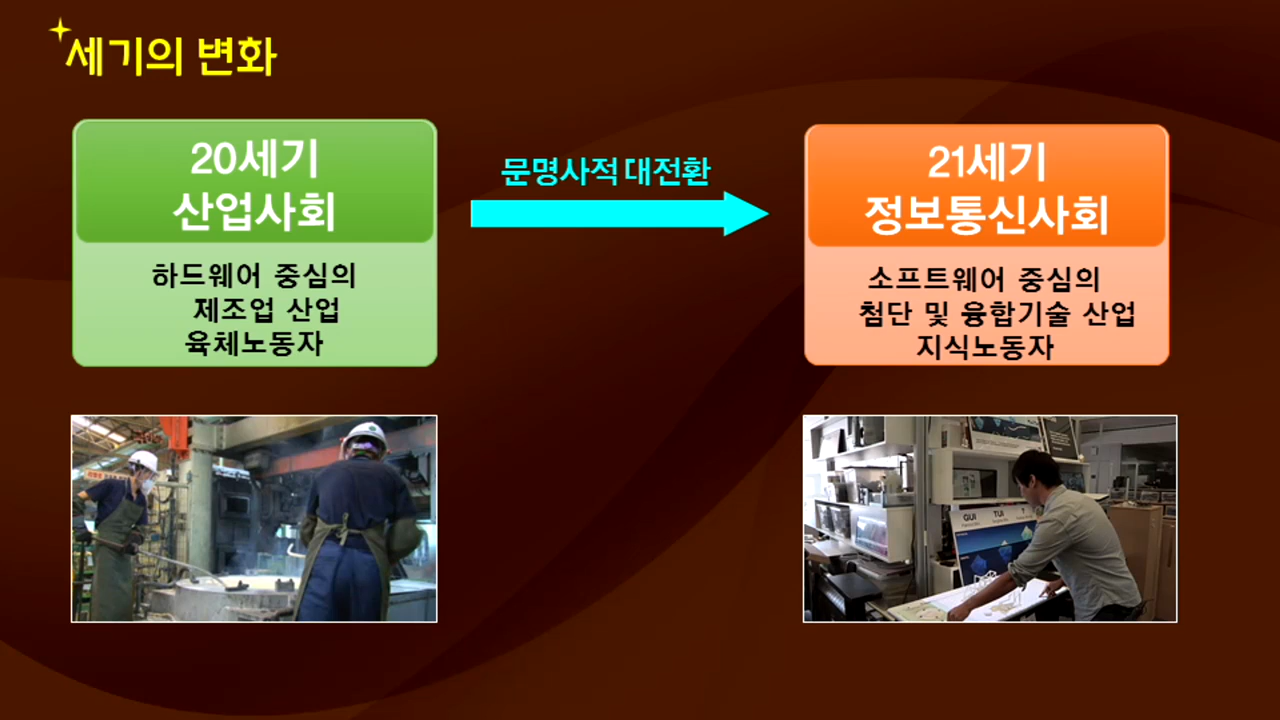 세기의 변화
20세기
산업사회
하드웨어 중심의
제조업 산업
육체노동자
문명사적 대전환
21세기
정보통신사회
소프트웨어 중심의
첨단 및 융합기술 산업
지식노동자
GUI TUI